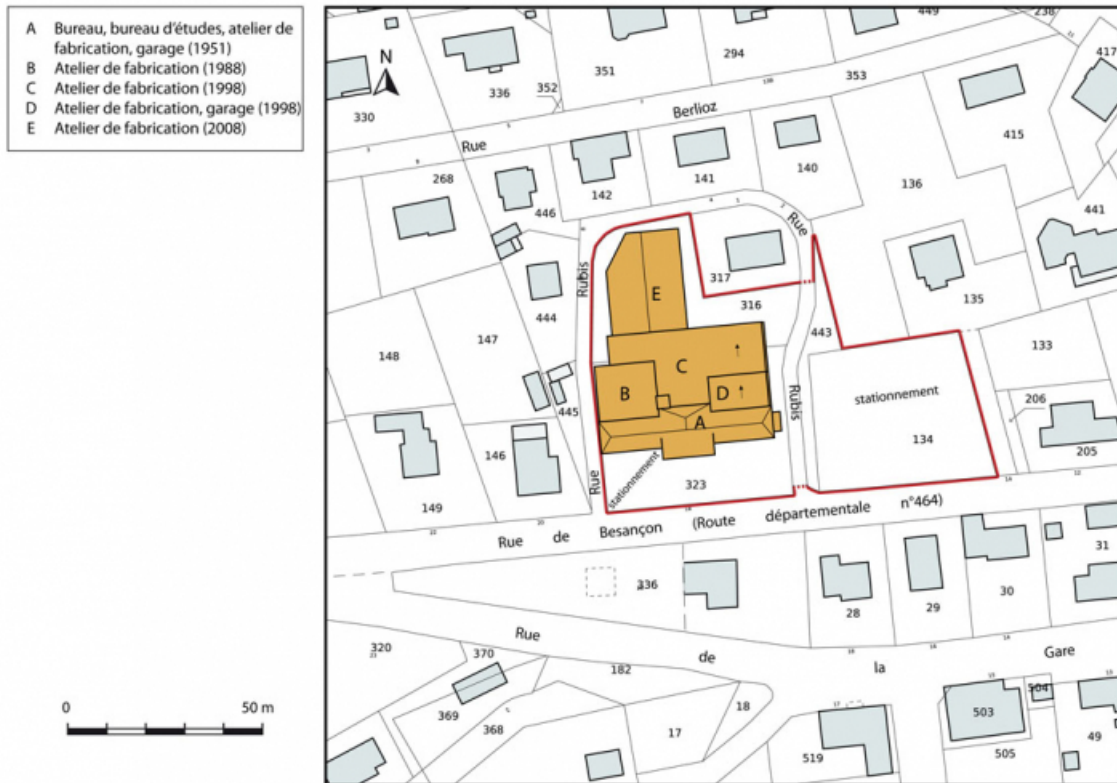 A Bureau, bureau d'études, atelier de
fabrication, garage (1951)
B Atelier de fabrication (1988)
C Atelier de fabrication (1998)
D Atelier de fabrication, garage (1998)
E Atelier de fabrication (2008)
0 50 m
N
449
238
417
294
351
353
352
336
330
Rue Berlioz
415
268
142
141
140
136
446
441
Rue
317
Rubis
E
316
135
444
147
443
148
133
C
B
D
stationnement
Rubis
206
445
A
134
205
146
stationnement
323
149
Rue
Rue de Besançon (Route départementale n°464)
31
336
28
29
30
Rue de la Gare
320
370
182
369
368
17
18
503
504
519
505
49